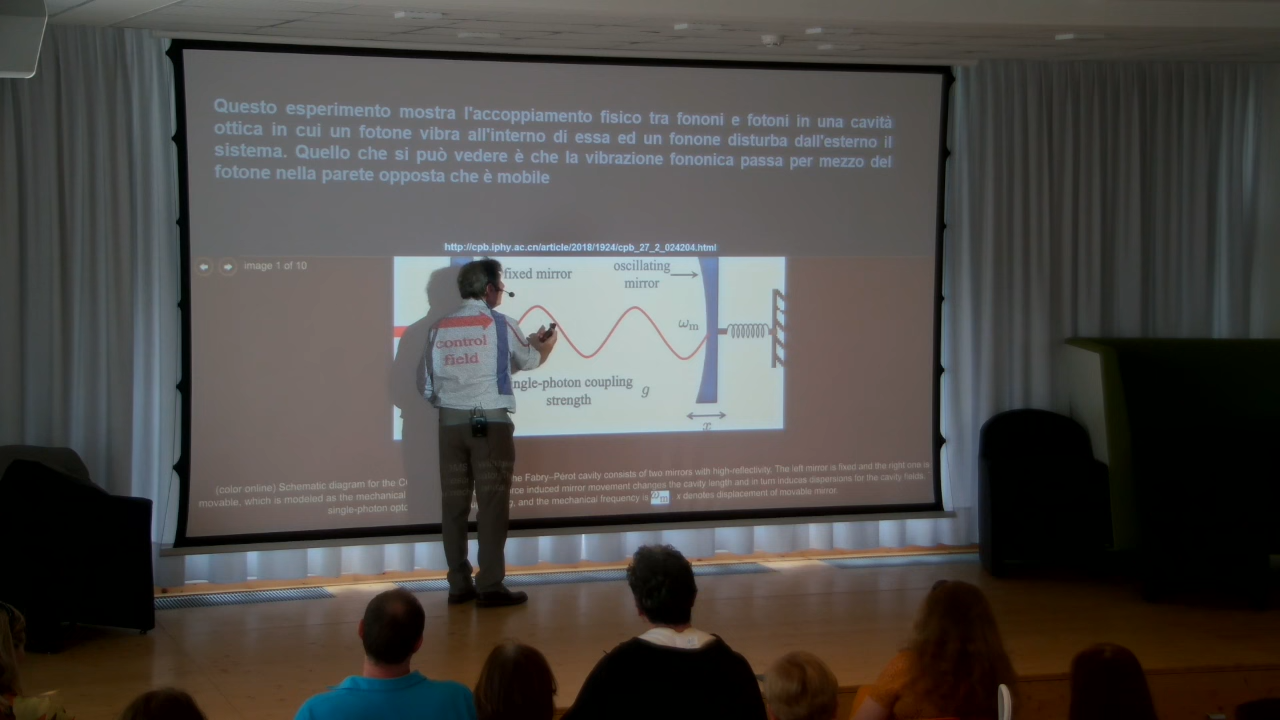 Questo esperimento mostra l'accoppiamento fisico tra fononi e fotoni in una cavità
ottica in cui un fotone vibra all'interno di essa ed un fonone disturba dall'esterno il
sistema. Quello che si può vedere è che la vibrazione fononica passa per mezzo del
fotone nella parete opposta che è mobile
http://cpb.iphy.ac.cn/article/2018/1924/cpb_27_2_024204.html
image 1 of 10
fixed mirror
oscillating
mirror
ωm
control
field
ngle-photon coupling
strength
g
x
(color online) Schematic diagram for the he Fabry–Pérot cavity consists of two mirrors with high-reflectivity. The left mirror is fixed and the right one is
movable, which is modeled as the mechanical orce induced mirror movement changes the cavity length and in turn induces dispersions for the cavity fields.
single-photon and the mechanical frequency is ωm. x denotes displacement of movable mirror.